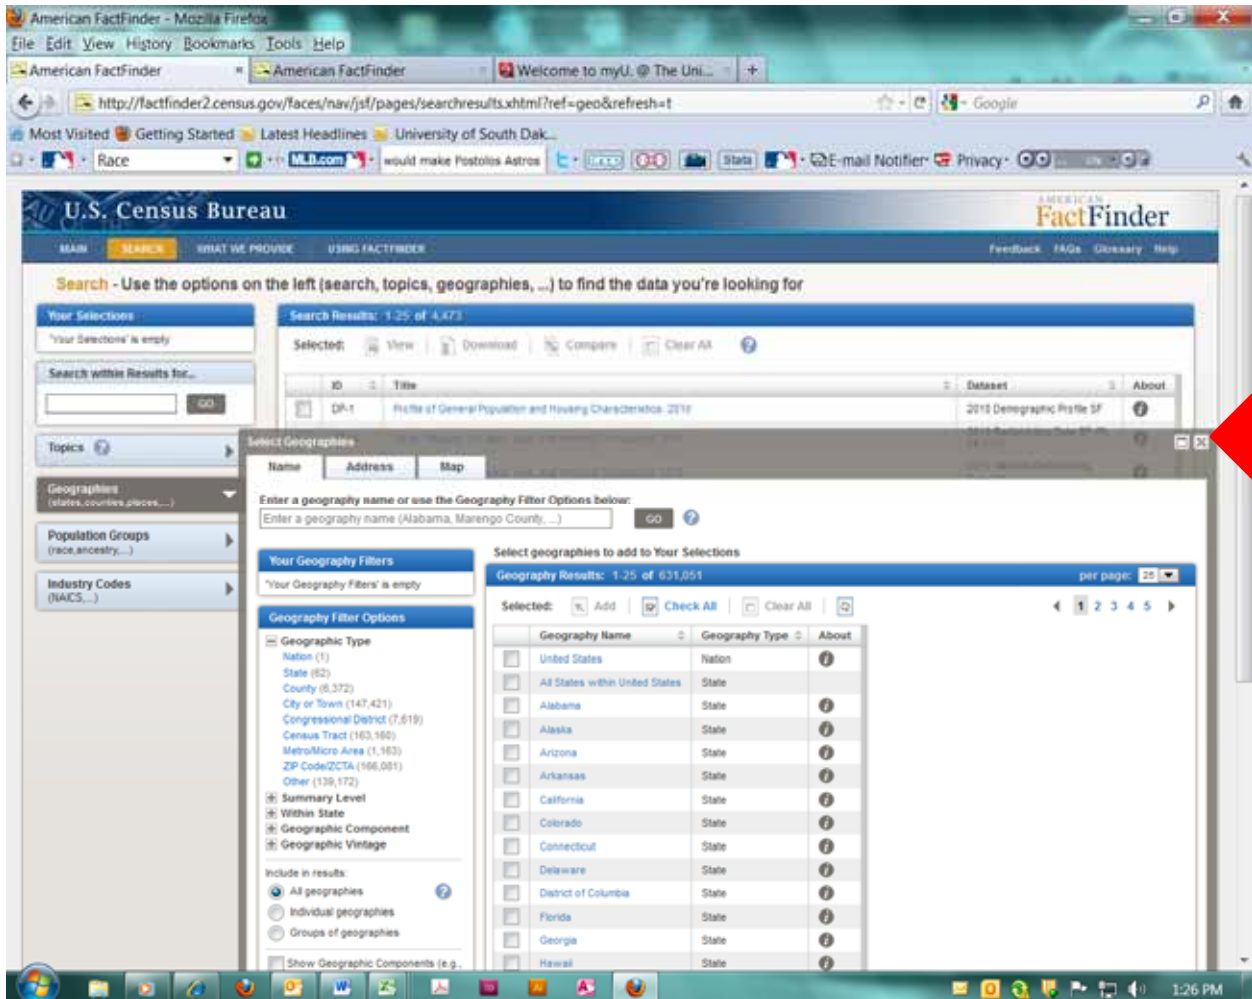 American FactFinder - Mozilla Firefox
File Edit View History Bookmarks Tools Help
American FactFinder
American FactFinder
Welcome to myU. @ The Uni...
http://factfinder2.census.gov/faces/nav/jsf/pages/searchresults.xhtml?ref=geo&refresh=t
Google
Most Visited Getting Started Latest Headlines University of South Dak...
Race MLB.com would make Postolos Astros Stats E-mail Notifier Privacy
U.S. Census Bureau
AMERICAN
FactFinder
MAIN SEARCH WHAT WE PROVIDE USING FACTFINDER
Feedback FAQs Glossary Help
Search - Use the options on the left (search, topics, geographies, ...) to find the data you're looking for
Your Selections
'Your Selections' is empty
Search within Results for...
GO
Topics
Geographies
(states, counties, places, ...)
Population Groups
(race, ancestry, ...)
Industry Codes
(NAICS, ...)
Search Results: 1-25 of 4,473
Selected: View Download Compare Clear All
ID Title Dataset About
DP-1 Profile of General Population and Housing Characteristics: 2010 2010 Demographic Profile SF
Select Geographies
Name Address Map
Enter a geography name or use the Geography Filter Options below:
Enter a geography name (Alabama, Marengo County, ...) GO
Your Geography Filters
'Your Geography Filters' is empty
Geography Filter Options
Geographic Type
Nation (1)
State (62)
County (6,372)
City or Town (147,421)
Congressional District (7,619)
Census Tract (163,160)
Metro/Micro Area (1,163)
ZIP Code/ZCTA (166,081)
Other (139,172)
Summary Level
Within State
Geographic Component
Geographic Vintage
Include in results:
All geographies
Individual geographies
Groups of geographies
Show Geographic Components (e.g.,
Select geographies to add to Your Selections
Geography Results: 1-25 of 631,051 per page: 25
Selected: Add Check All Clear All 1 2 3 4 5
Geography Name Geography Type About
United States Nation
All States within United States State
Alabama State
Alaska State
Arizona State
Arkansas State
California State
Colorado State
Connecticut State
Delaware State
District of Columbia State
Florida State
Georgia State
Hawaii State
1:26 PM